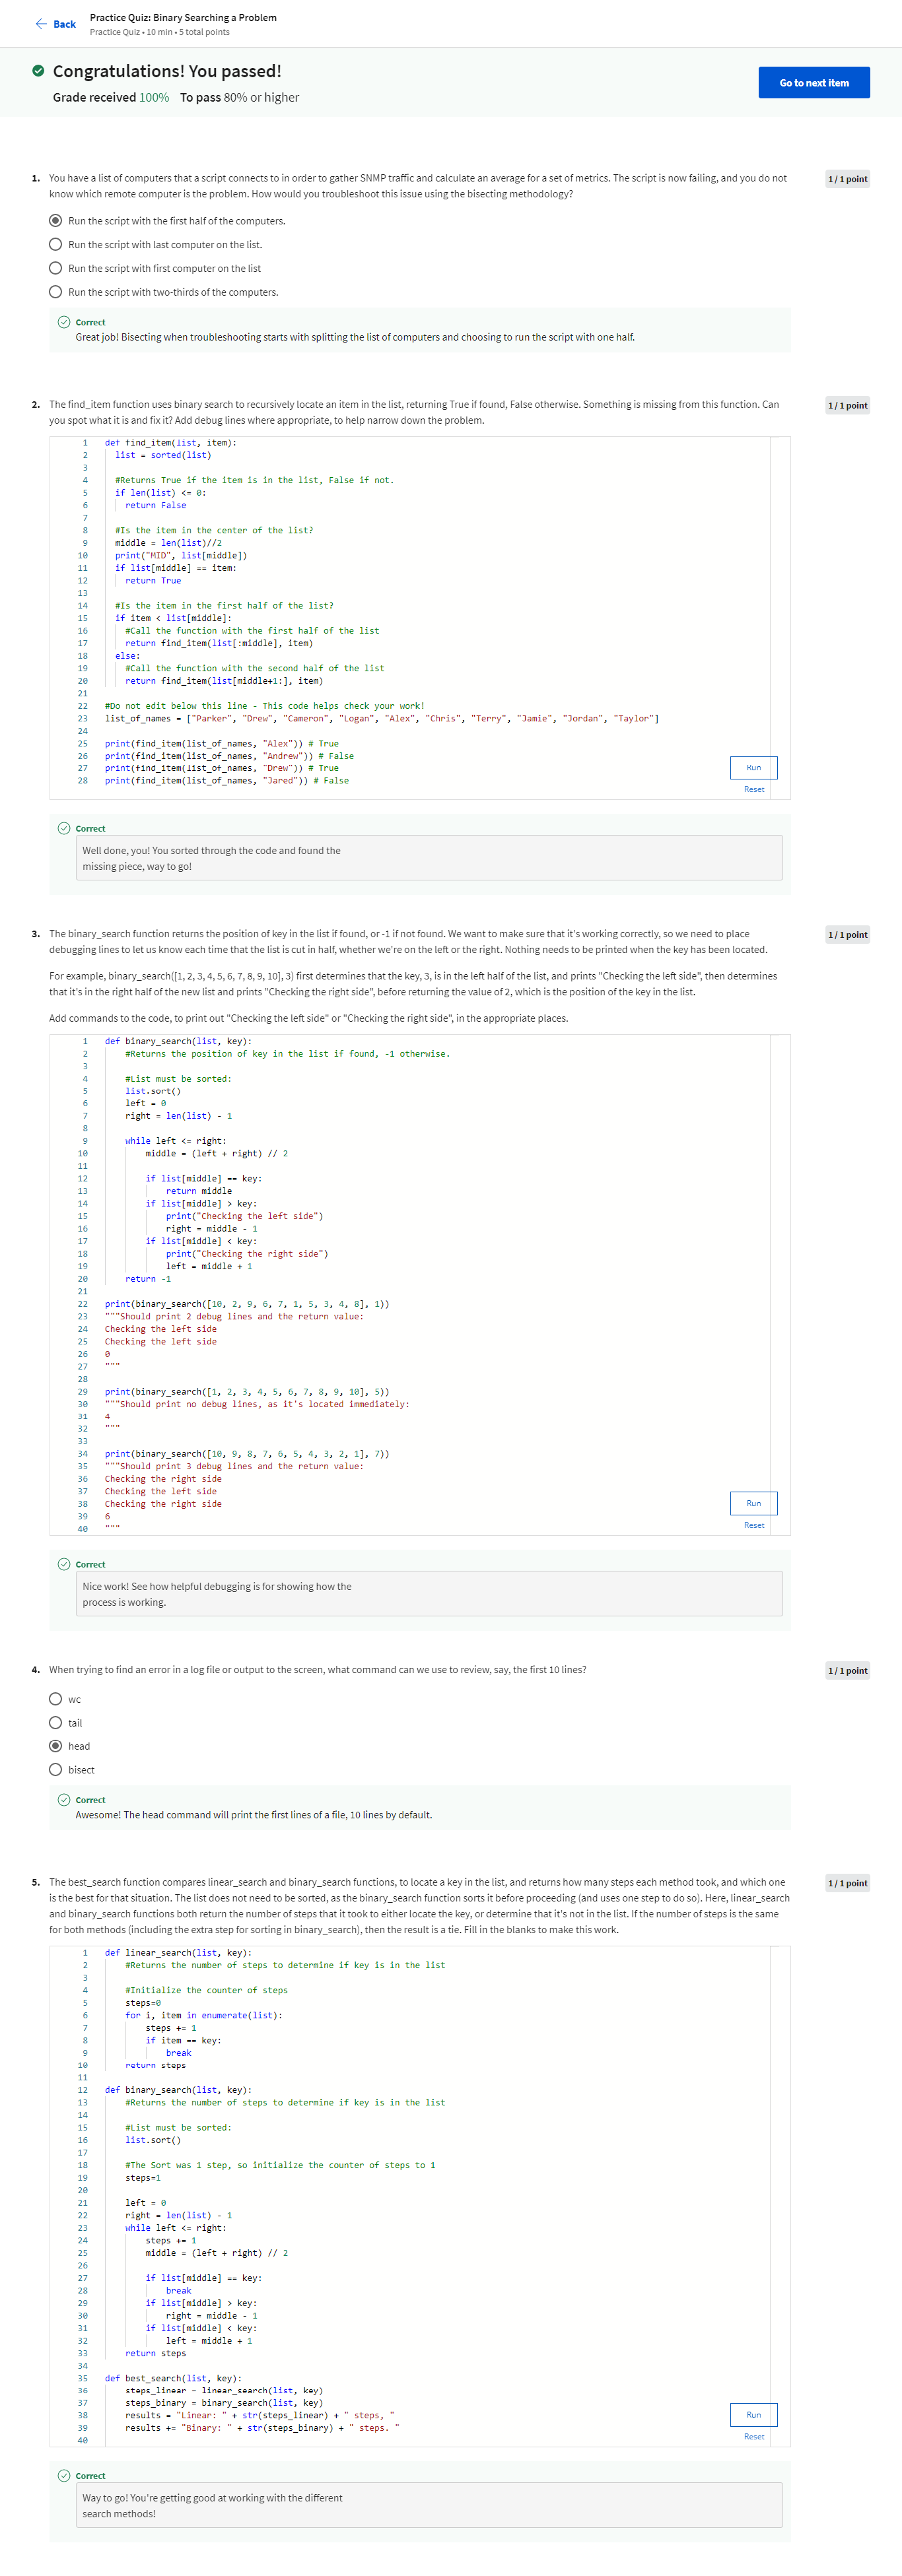 Back
Practice Quiz: Binary Searching a Problem
Practice Quiz • 10 min • 5 total points
Congratulations! You passed!
Grade received 100% To pass 80% or higher
Go to next item
1. You have a list of computers that a script connects to in order to gather SNMP traffic and calculate an average for a set of metrics. The script is now failing, and you do not
know which remote computer is the problem. How would you troubleshoot this issue using the bisecting methodology?
1 / 1 point
Run the script with the first half of the computers.
Run the script with last computer on the list.
Run the script with first computer on the list
Run the script with two-thirds of the computers.
Correct
Great job! Bisecting when troubleshooting starts with splitting the list of computers and choosing to run the script with one half.
2. The find_item function uses binary search to recursively locate an item in the list, returning True if found, False otherwise. Something is missing from this function. Can
you spot what it is and fix it? Add debug lines where appropriate, to help narrow down the problem.
1 / 1 point
1 def find_item(list, item):
2 list = sorted(list)
3
4 #Returns True if the item is in the list, False if not.
5 if len(list) <= 0:
6 return False
7
8 #Is the item in the center of the list?
9 middle = len(list)//2
10 print("MID", list[middle])
11 if list[middle] == item:
12 return True
13
14 #Is the item in the first half of the list?
15 if item < list[middle]:
16 #Call the function with the first half of the list
17 return find_item(list[:middle], item)
18 else:
19 #Call the function with the second half of the list
20 return find_item(list[middle+1:], item)
21
22 #Do not edit below this line - This code helps check your work!
23 list_of_names = ["Parker", "Drew", "Cameron", "Logan", "Alex", "Chris", "Terry", "Jamie", "Jordan", "Taylor"]
24
25 print(find_item(list_of_names, "Alex")) # True
26 print(find_item(list_of_names, "Andrew")) # False
27 print(find_item(list_of_names, "Drew")) # True
28 print(find_item(list_of_names, "Jared")) # False
Run
Reset
Correct
Well done, you! You sorted through the code and found the
missing piece, way to go!
3. The binary_search function returns the position of key in the list if found, or -1 if not found. We want to make sure that it's working correctly, so we need to place
debugging lines to let us know each time that the list is cut in half, whether we're on the left or the right. Nothing needs to be printed when the key has been located.
1 / 1 point
For example, binary_search([1, 2, 3, 4, 5, 6, 7, 8, 9, 10], 3) first determines that the key, 3, is in the left half of the list, and prints "Checking the left side", then determines
that it's in the right half of the new list and prints "Checking the right side", before returning the value of 2, which is the position of the key in the list.
Add commands to the code, to print out "Checking the left side" or "Checking the right side", in the appropriate places.
1 def binary_search(list, key):
2 #Returns the position of key in the list if found, -1 otherwise.
3
4 #List must be sorted:
5 list.sort()
6 left = 0
7 right = len(list) - 1
8
9 while left <= right:
10 middle = (left + right) // 2
11
12 if list[middle] == key:
13 return middle
14 if list[middle] > key:
15 print("Checking the left side")
16 right = middle - 1
17 if list[middle] < key:
18 print("Checking the right side")
19 left = middle + 1
20 return -1
21
22 print(binary_search([10, 2, 9, 6, 7, 1, 5, 3, 4, 8], 1))
23 """Should print 2 debug lines and the return value:
24 Checking the left side
25 Checking the left side
26 0
27 """
28
29 print(binary_search([1, 2, 3, 4, 5, 6, 7, 8, 9, 10], 5))
30 """Should print no debug lines, as it's located immediately:
31 4
32 """
33
34 print(binary_search([10, 9, 8, 7, 6, 5, 4, 3, 2, 1], 7))
35 """Should print 3 debug lines and the return value:
36 Checking the right side
37 Checking the left side
38 Checking the right side
39 6
40 """
Run
Reset
Correct
Nice work! See how helpful debugging is for showing how the
process is working.
4. When trying to find an error in a log file or output to the screen, what command can we use to review, say, the first 10 lines?
1 / 1 point
wc
tail
head
bisect
Correct
Awesome! The head command will print the first lines of a file, 10 lines by default.
5. The best_search function compares linear_search and binary_search functions, to locate a key in the list, and returns how many steps each method took, and which one
is the best for that situation. The list does not need to be sorted, as the binary_search function sorts it before proceeding (and uses one step to do so). Here, linear_search
and binary_search functions both return the number of steps that it took to either locate the key, or determine that it's not in the list. If the number of steps is the same
for both methods (including the extra step for sorting in binary_search), then the result is a tie. Fill in the blanks to make this work.
1 / 1 point
1 def linear_search(list, key):
2 #Returns the number of steps to determine if key is in the list
3
4 #Initialize the counter of steps
5 steps=0
6 for i, item in enumerate(list):
7 steps += 1
8 if item == key:
9 break
10 return steps
11
12 def binary_search(list, key):
13 #Returns the number of steps to determine if key is in the list
14
15 #List must be sorted:
16 list.sort()
17
18 #The Sort was 1 step, so initialize the counter of steps to 1
19 steps=1
20
21 left = 0
22 right = len(list) - 1
23 while left <= right:
24 steps += 1
25 middle = (left + right) // 2
26
27 if list[middle] == key:
28 break
29 if list[middle] > key:
30 right = middle - 1
31 if list[middle] < key:
32 left = middle + 1
33 return steps
34
35 def best_search(list, key):
36 steps_linear = linear_search(list, key)
37 steps_binary = binary_search(list, key)
38 results = "Linear: " + str(steps_linear) + " steps, "
39 results += "Binary: " + str(steps_binary) + " steps. "
40
Run
Reset
Correct
Way to go! You're getting good at working with the different
search methods!